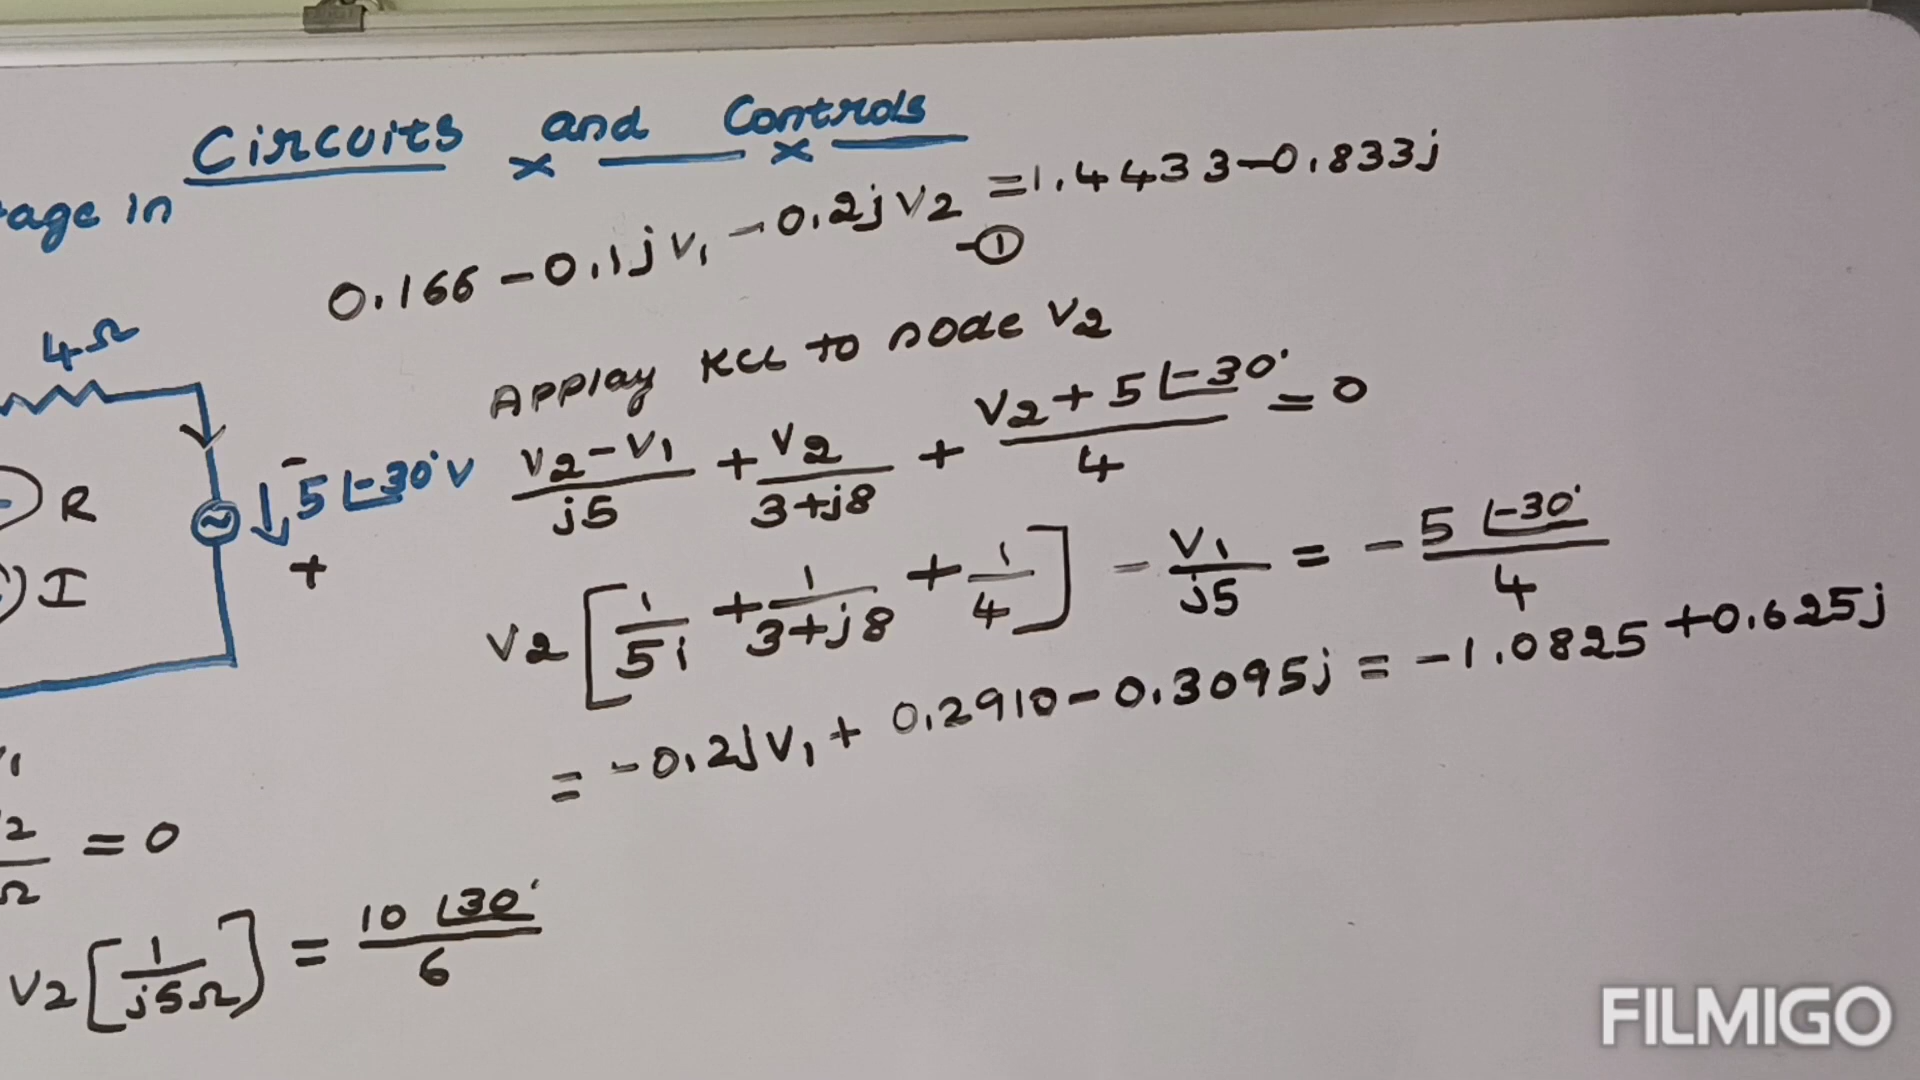 Circuits and Controls
age in
0.166 - 0.1j V1 - 0.2j V2 = 1.4433 - 0.833j
-①
4Ω
Applay KCL to node V2
(V2 - V1)/j5 + V2/(3+j8) + (V2 + 5∠-30°)/4 = 0
- 5∠-30° V
+
R
I
V2 [1/5i + 1/(3+j8) + 1/4] - V1/j5 = - 5∠-30°/4
= -0.2j V1 + 0.2910 - 0.3095j = -1.0825 + 0.625j
= 0
V2 [1/j5Ω] = 10∠30°/6
FILMIGO